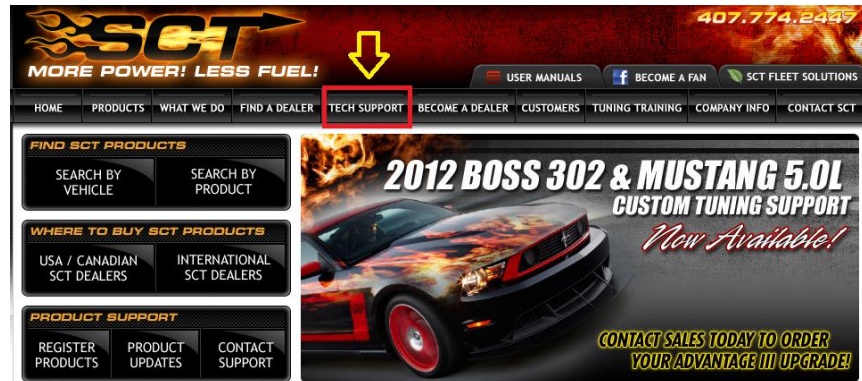 SCT
407.774.2447
MORE POWER! LESS FUEL!
USER MANUALS
f BECOME A FAN
SCT FLEET SOLUTIONS
HOME PRODUCTS WHAT WE DO FIND A DEALER TECH SUPPORT BECOME A DEALER CUSTOMERS TUNING TRAINING COMPANY INFO CONTACT SCT
FIND SCT PRODUCTS
SEARCH BY
VEHICLE
SEARCH BY
PRODUCT
WHERE TO BUY SCT PRODUCTS
USA / CANADIAN
SCT DEALERS
INTERNATIONAL
SCT DEALERS
PRODUCT SUPPORT
REGISTER
PRODUCTS
PRODUCT
UPDATES
CONTACT
SUPPORT
2012 BOSS 302 & MUSTANG 5.0L
CUSTOM TUNING SUPPORT
Now Available!
CONTACT SALES TODAY TO ORDER
YOUR ADVANTAGE III UPGRADE!